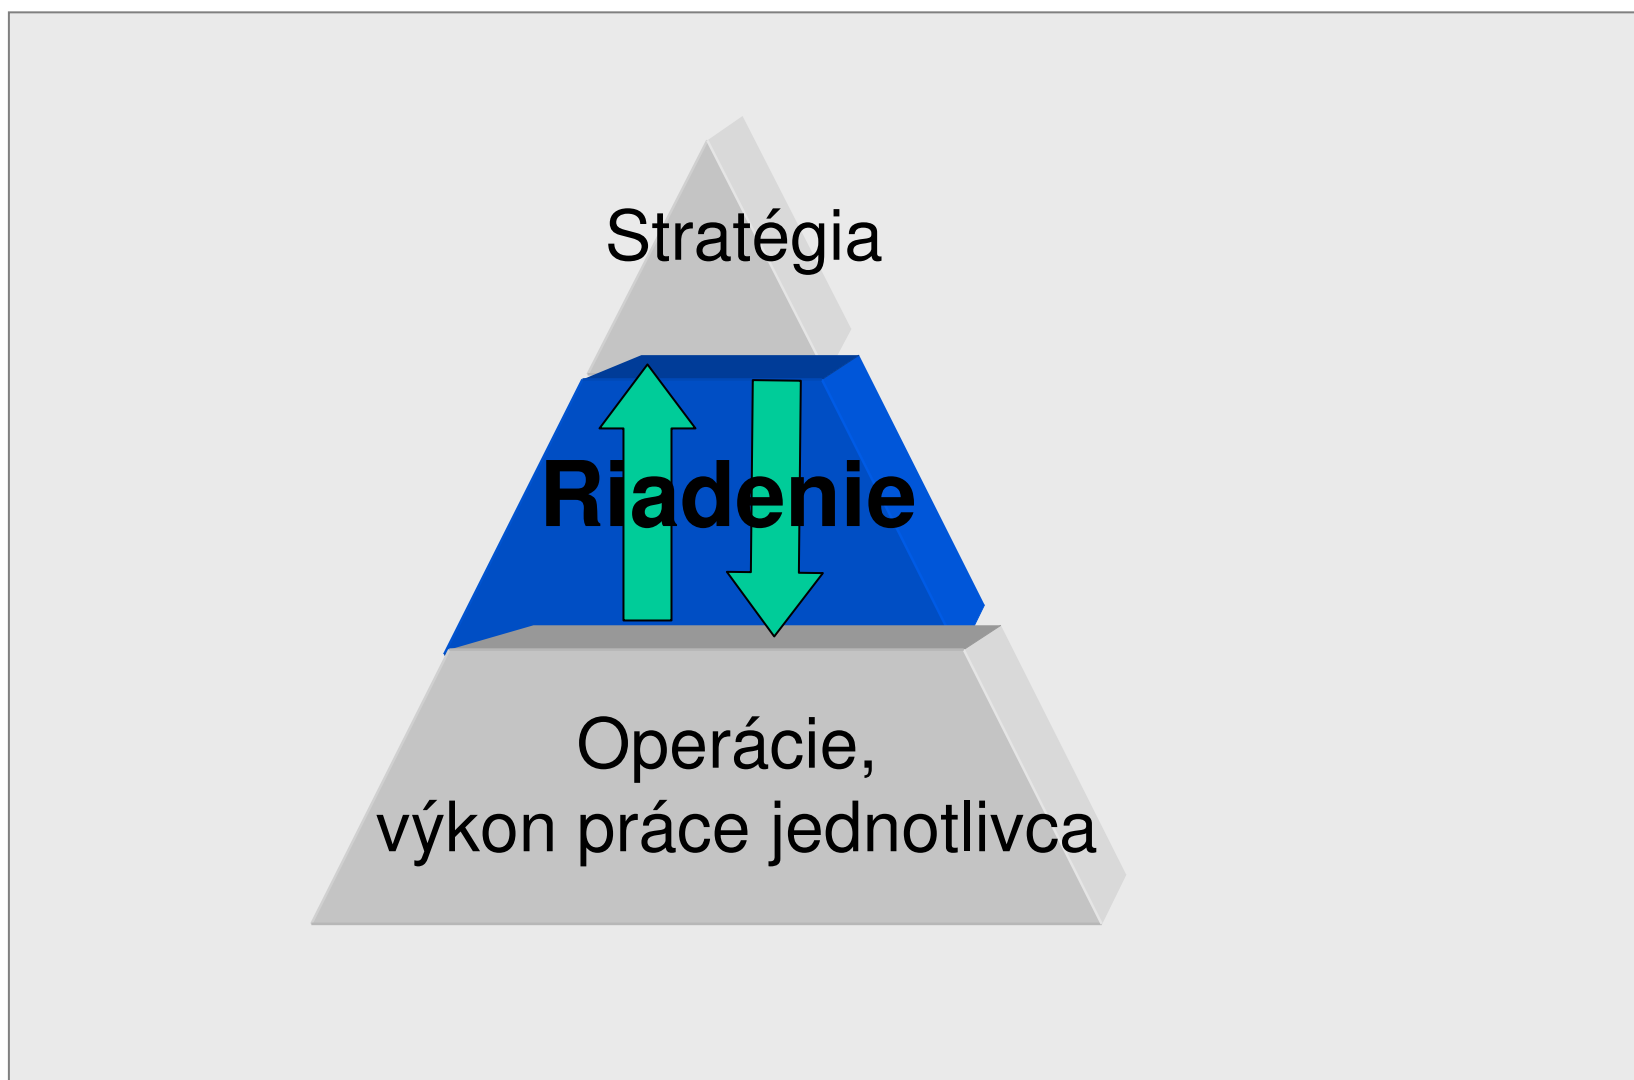 Stratégia
Riadenie
Operácie,
výkon práce jednotlivca